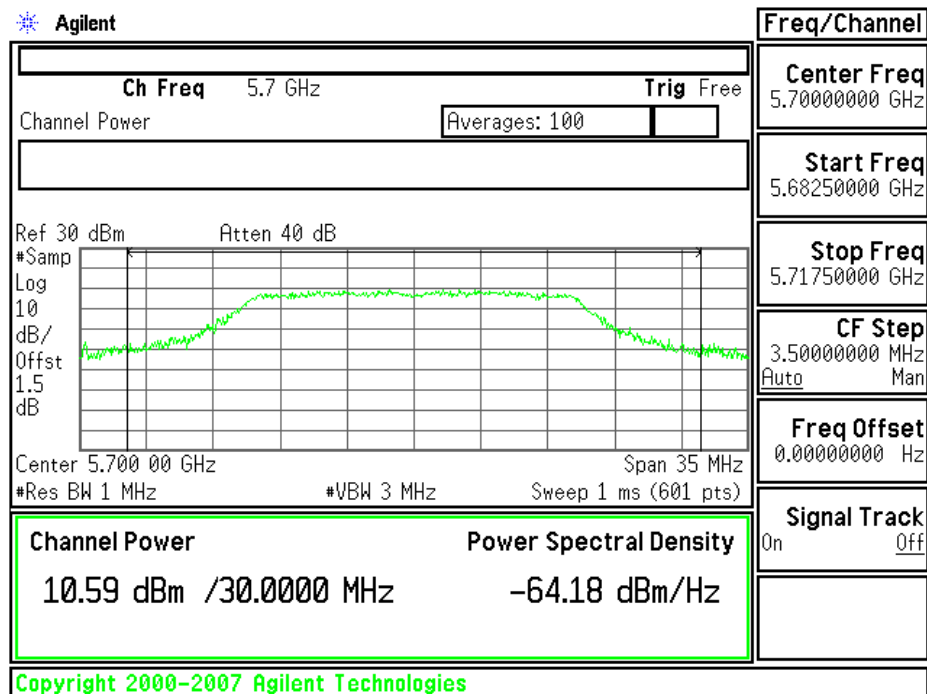 Agilent
Freq/Channel
Ch Freq 5.7 GHz Trig Free
Channel Power Averages: 100
Ref 30 dBm Atten 40 dB
#Samp
Log
10
dB/
Offst
1.5
dB
Center 5.700 00 GHz Span 35 MHz
#Res BW 1 MHz #VBW 3 MHz Sweep 1 ms (601 pts)
Channel Power Power Spectral Density
10.59 dBm /30.0000 MHz -64.18 dBm/Hz
Center Freq
5.70000000 GHz
Start Freq
5.68250000 GHz
Stop Freq
5.71750000 GHz
CF Step
3.50000000 MHz
Auto Man
Freq Offset
0.00000000 Hz
Signal Track
On Off
Copyright 2000-2007 Agilent Technologies